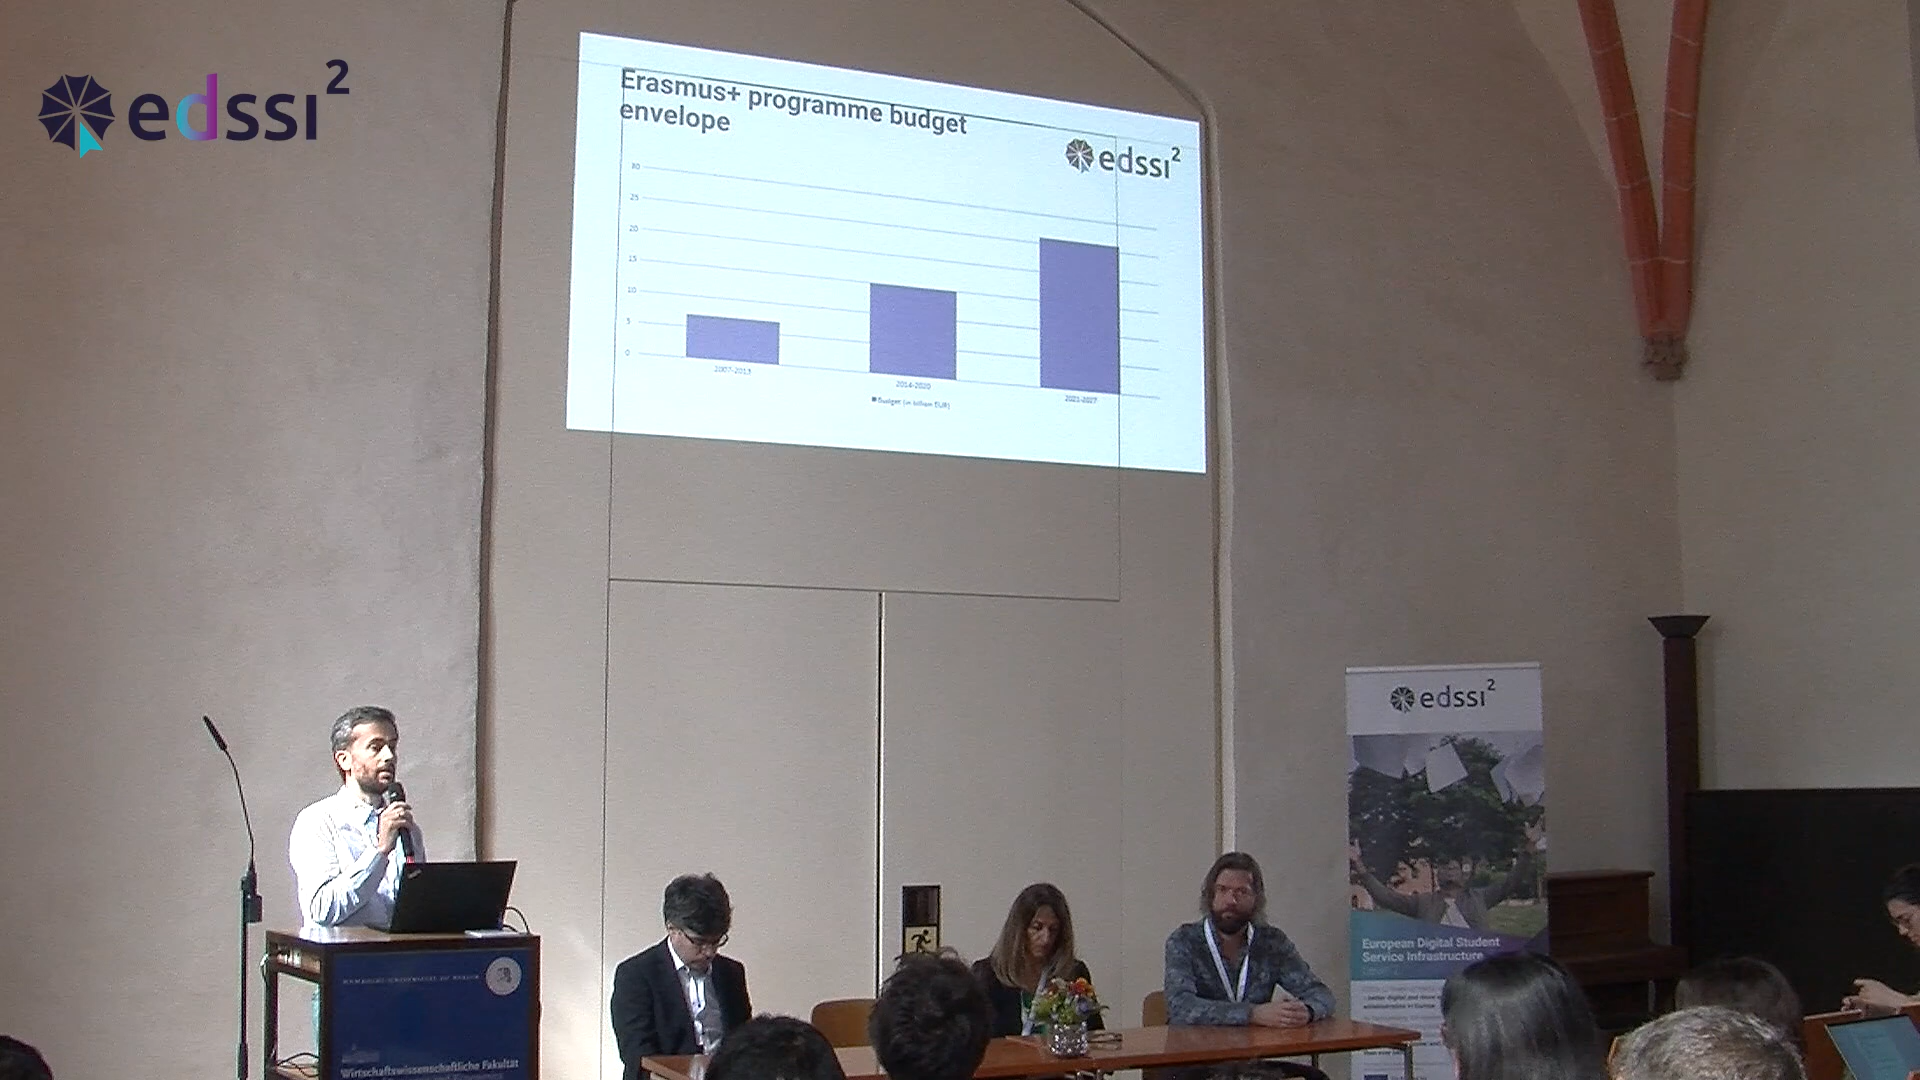 edssi²
Erasmus+ programme budget
envelope
edssi²
30
25
20
15
10
5
0
2007-2013
2014-2020
2021-2027
Budget (in billion EUR)
edssi²
European Digital Student
Service Infrastructure
Wirtschaftswissenschaftliche Fakultät